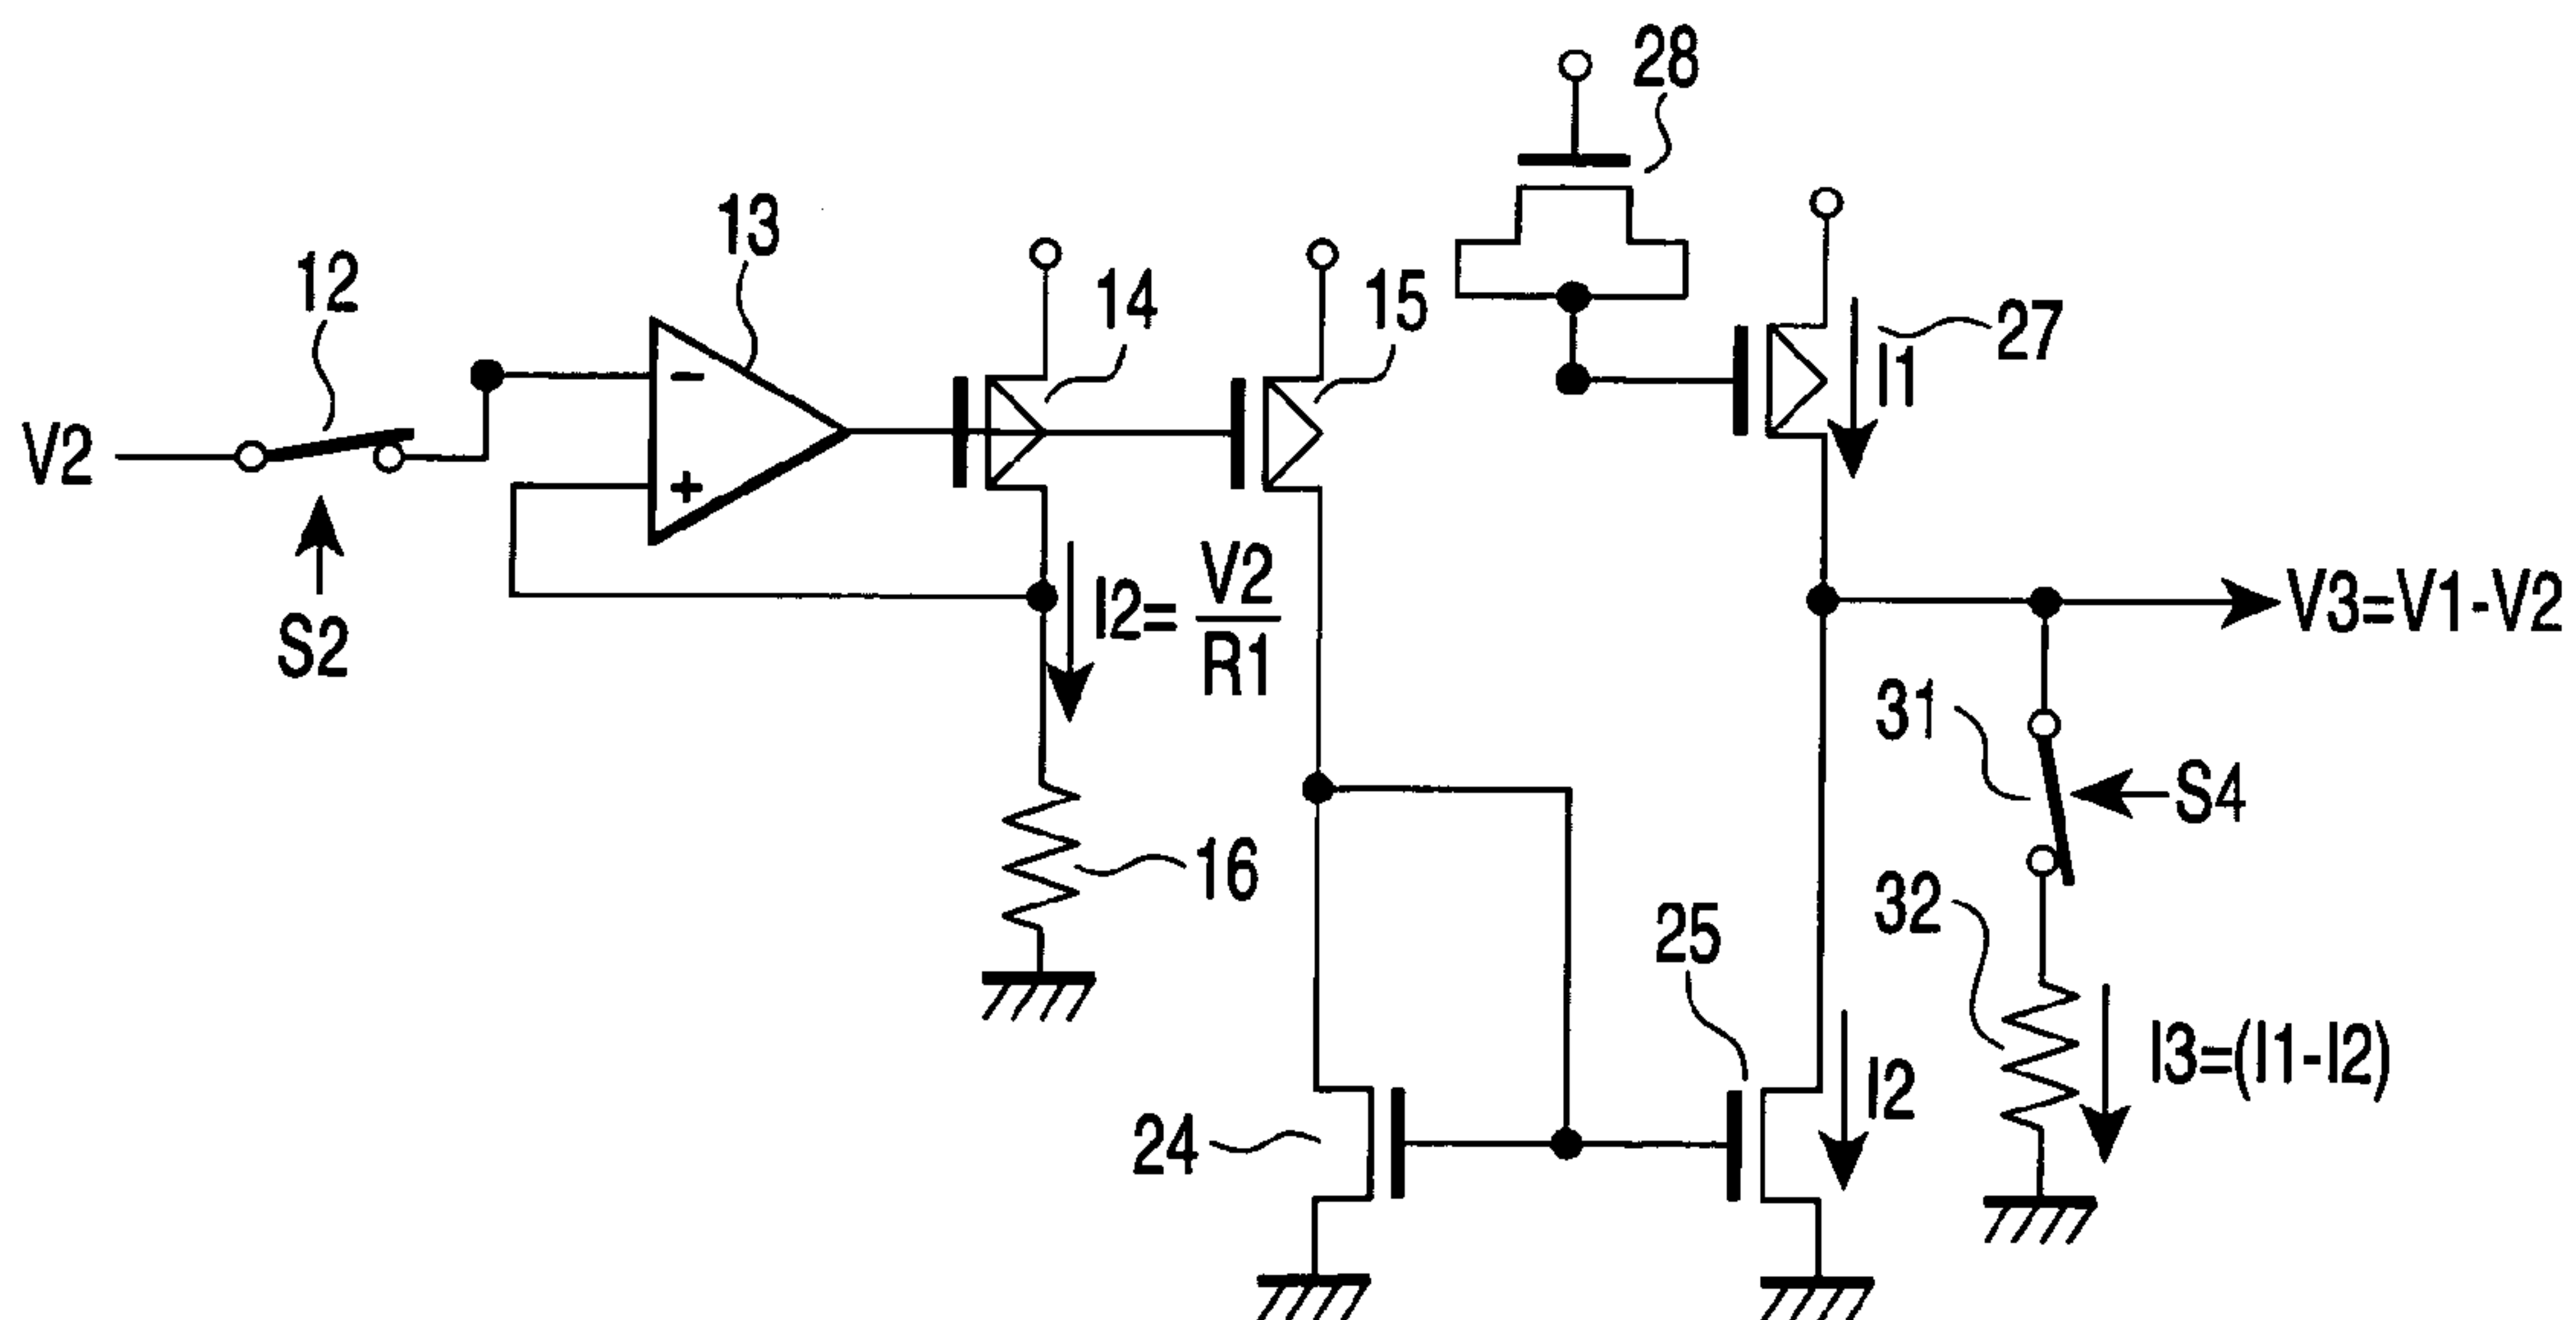 28
13
12
14
15
27
I1
V2
−
+
S2
I2= V2
R1
V3=V1-V2
31
S4
16
32
25
I3=(I1-I2)
I2
24